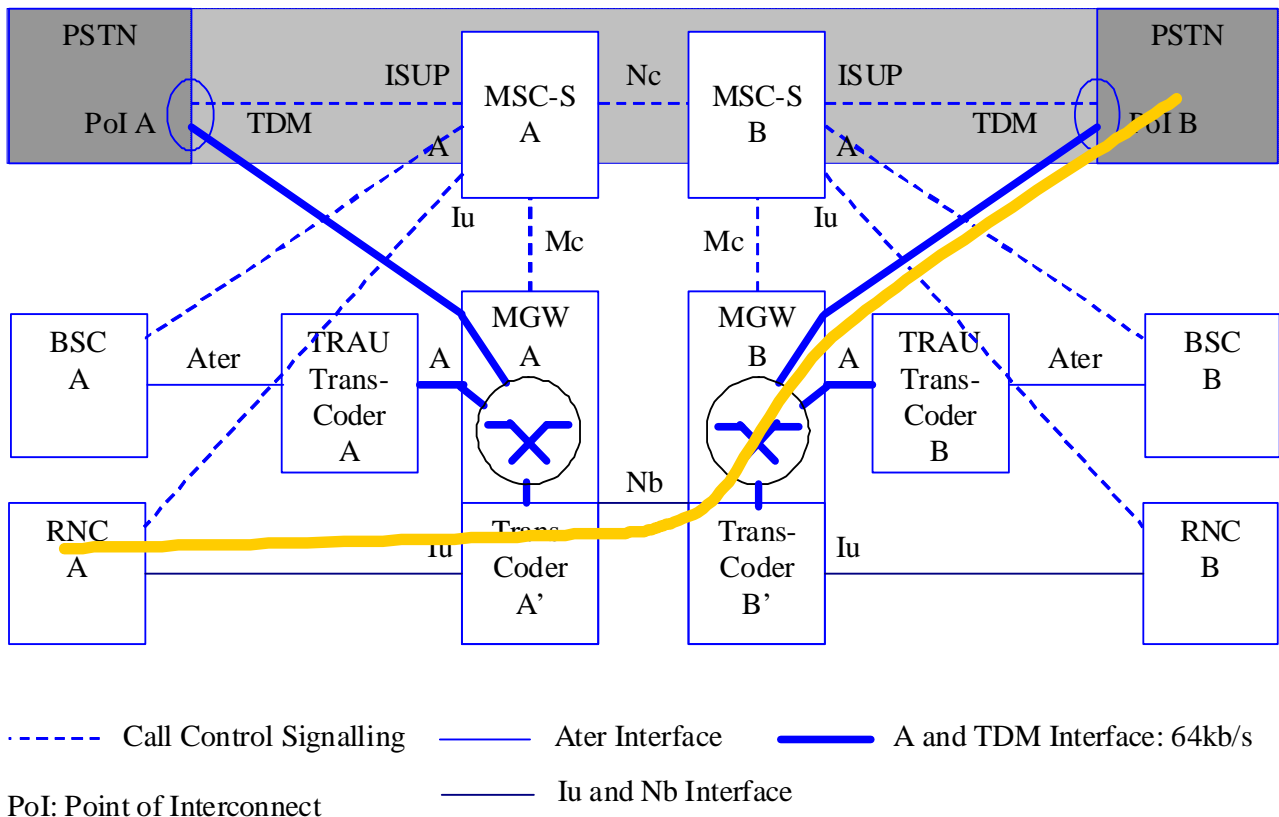 PSTN
PSTN
ISUP
Nc
ISUP
MSC-S
A
MSC-S
B
PoI A
TDM
TDM
PoI B
A
A
Iu
Iu
Mc
Mc
MGW
A
MGW
B
BSC
A
Ater
TRAU
Trans-
Coder
A
A
A
TRAU
Trans-
Coder
B
Ater
BSC
B
Nb
RNC
A
Iu
Trans-
Coder
A’
Trans-
Coder
B’
Iu
RNC
B
Call Control Signalling
Ater Interface
A and TDM Interface: 64kb/s
PoI: Point of Interconnect
Iu and Nb Interface